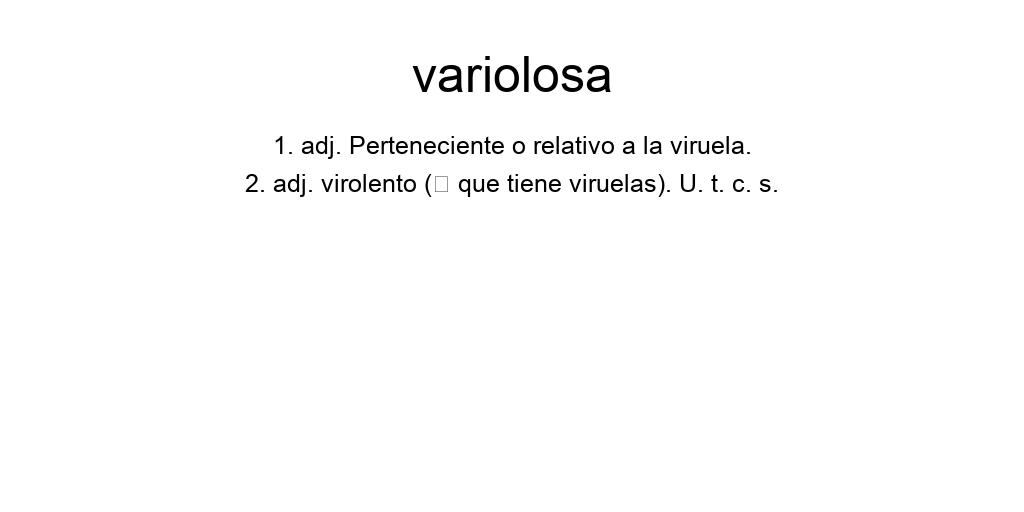 variolosa
1. adj. Perteneciente o relativo a la viruela.
2. adj. virolento (□ que tiene viruelas). U. t. c. s.